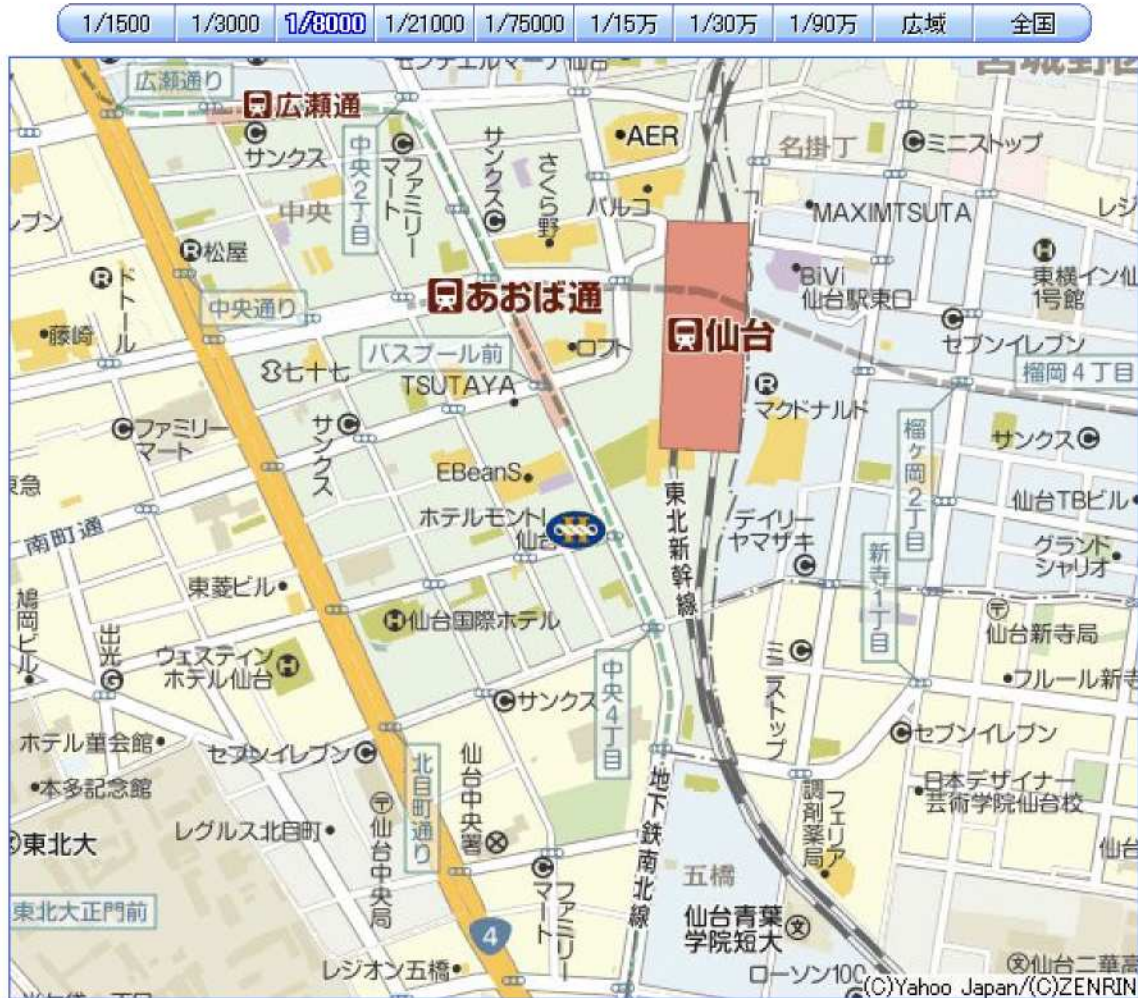 1/1500 1/3000 1/8000 1/21000 1/75000 1/15万 1/30万 1/90万 広域 全国
広瀬通り
広瀬通
サンクス
中央2丁目
ファミリーマート
サンクス
さくら野
AER
パルコ
名掛丁
ミニストップ
MAXIMTSUTA
レジ
ブン
中央
松屋
ドトール
中央通り
藤崎
あおば通
仙台
BiVi
仙台駅東口
東横イン仙
1号館
セブンイレブン
榴岡4丁目
バスプール前
ロフト
七十七
TSUTAYA
マクドナルド
ファミリー
マート
サンクス
榴ヶ岡2丁目
サンクス
東急
EBeanS
仙台TBビル
南町通
ホテルモント
仙台
東北新幹線
デイリー
ヤマザキ
新寺1丁目
グランド
シャリオ
東菱ビル
鳩岡ビル
出光
仙台国際ホテル
仙台新寺局
ウェスティン
ホテル仙台
サンクス
中央4丁目
ミニストップ
フルール新寺
ホテル菫会館
セブンイレブン
セブンイレブン
本多記念館
北目町通り
仙台中央署
地下鉄南北線
フェリア
調剤薬局
日本デザイナー
芸術学院仙台校
東北大
レグルス北目町
仙台中央局
ファミリーマート
五橋
仙台
東北大正門前
4
仙台青葉
学院短大
レジオン五橋
ローソン100
仙台二華高
(C)Yahoo Japan/(C)ZENRIN